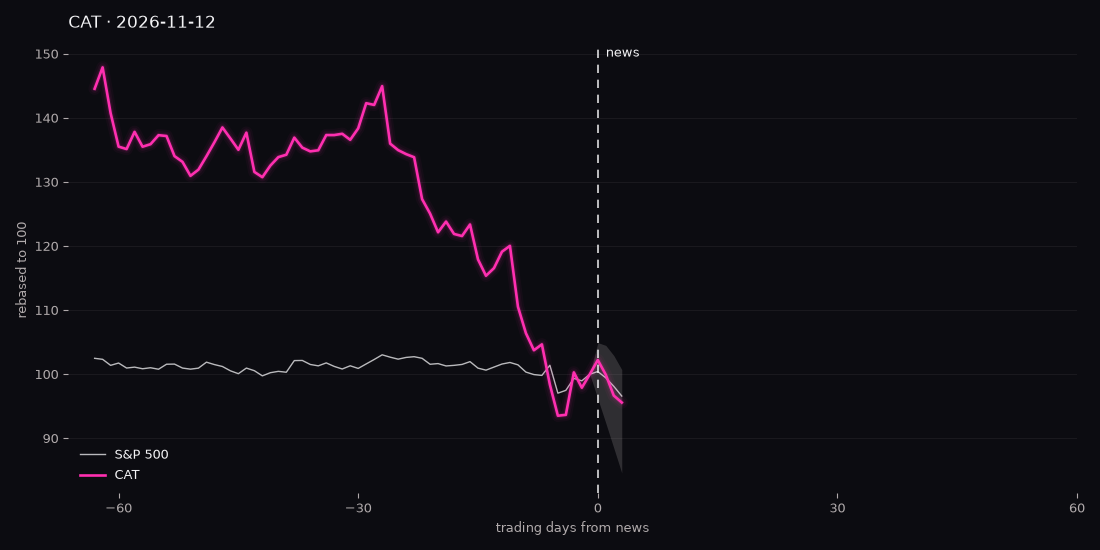 CAT · 2026-11-12
150
140
130
120
110
100
90
rebased to 100
news
S&P 500
CAT
−60
−30
0
30
60
trading days from news